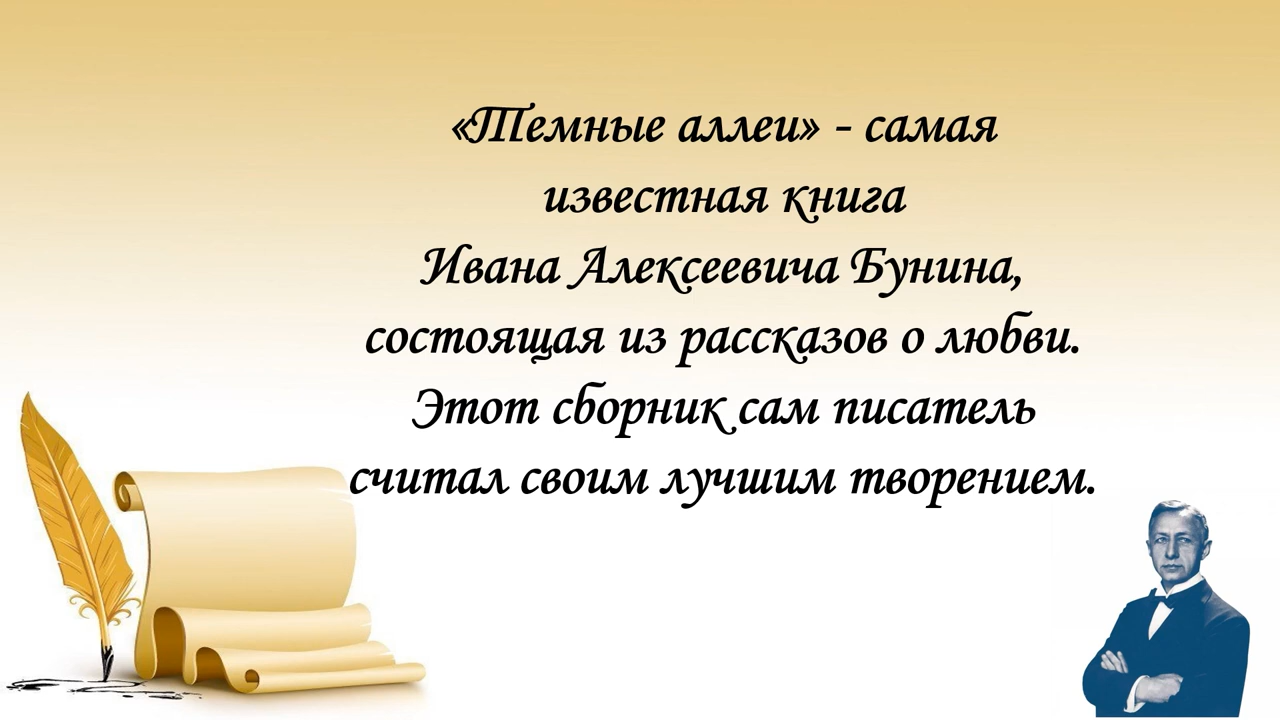 «Темные аллеи» - самая
известная книга
Ивана Алексеевича Бунина,
состоящая из рассказов о любви.
Этот сборник сам писатель
считал своим лучшим творением.